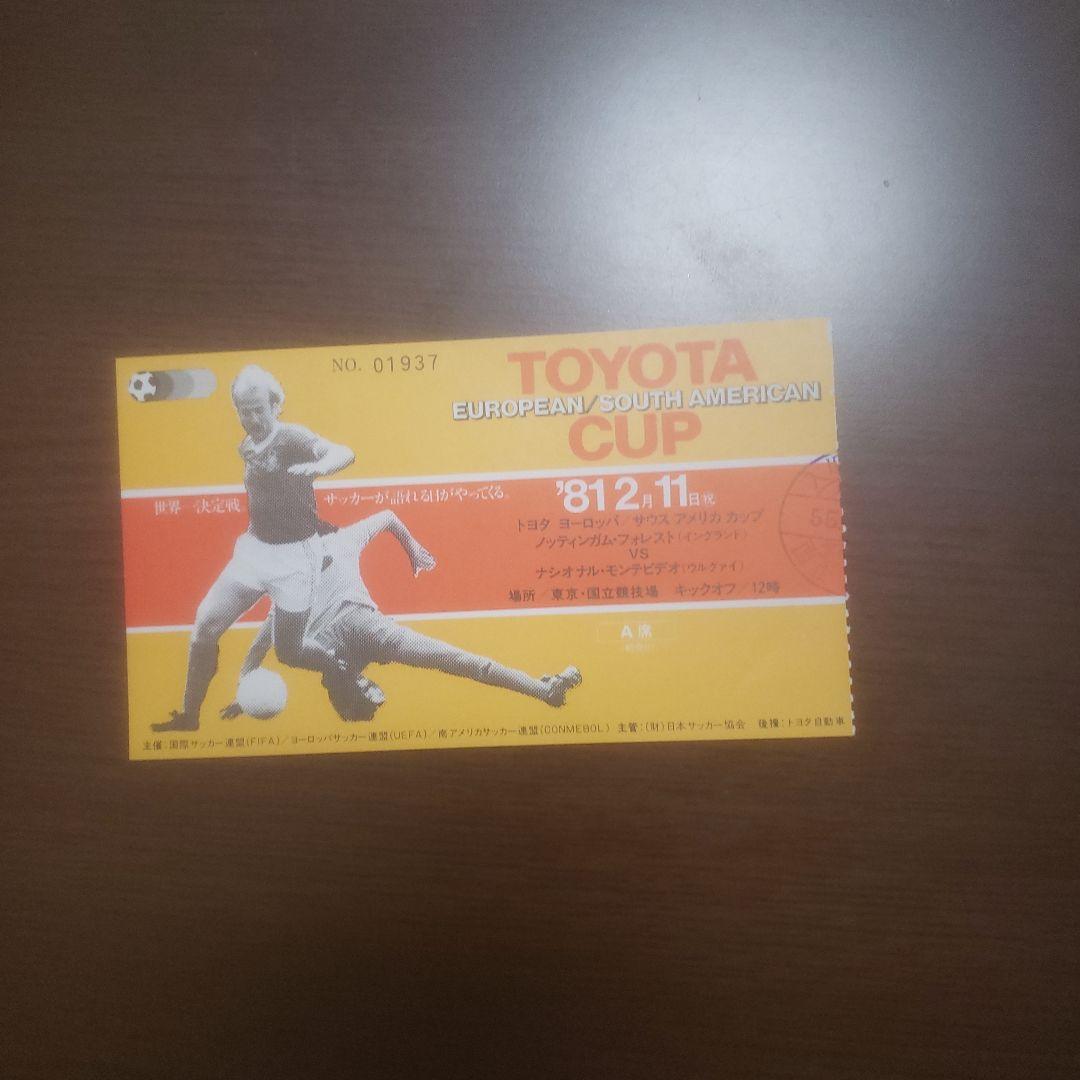 NO. 01937
TOYOTA
EUROPEAN/SOUTH AMERICAN
CUP
世界一決定戦。サッカーが語れる日がやってくる。
'81 2月11日祝
トヨタ ヨーロッパ/サウス アメリカ カップ
ノッティンガム・フォレスト(イングランド)
VS
ナシオナル・モンテビデオ(ウルグァイ)
場所/東京・国立競技場 キックオフ/12時
A席
主催:国際サッカー連盟(FIFA)/ヨーロッパサッカー連盟(UEFA)/南アメリカサッカー連盟(CONMEBOL) 主管:(財)日本サッカー協会 後援:トヨタ自動車